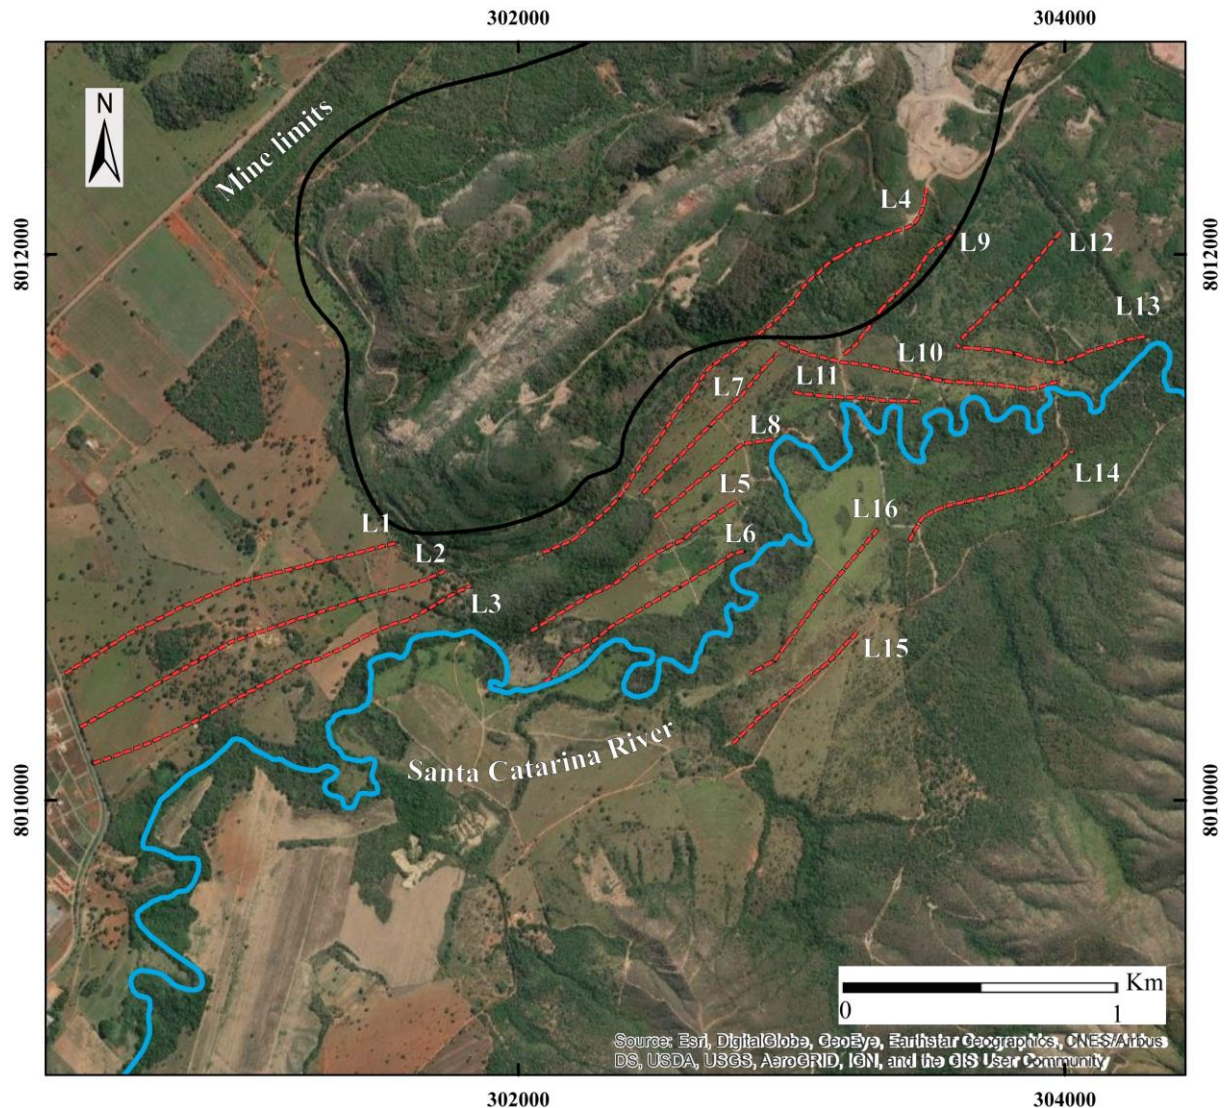 302000
304000
N
Mine limits
L4
8012000
L9
L12
8012000
L13
L10
L11
L7
L8
L14
L5
L16
L1
L6
L2
L3
L15
Santa Catarina River
8010000
8010000
Km
0
1
Source: Esri, DigitalGlobe, GeoEye, Earthstar Geographics, CNES/Airbus
DS, USDA, USGS, AeroGRID, IGN, and the GIS User Community
302000
304000